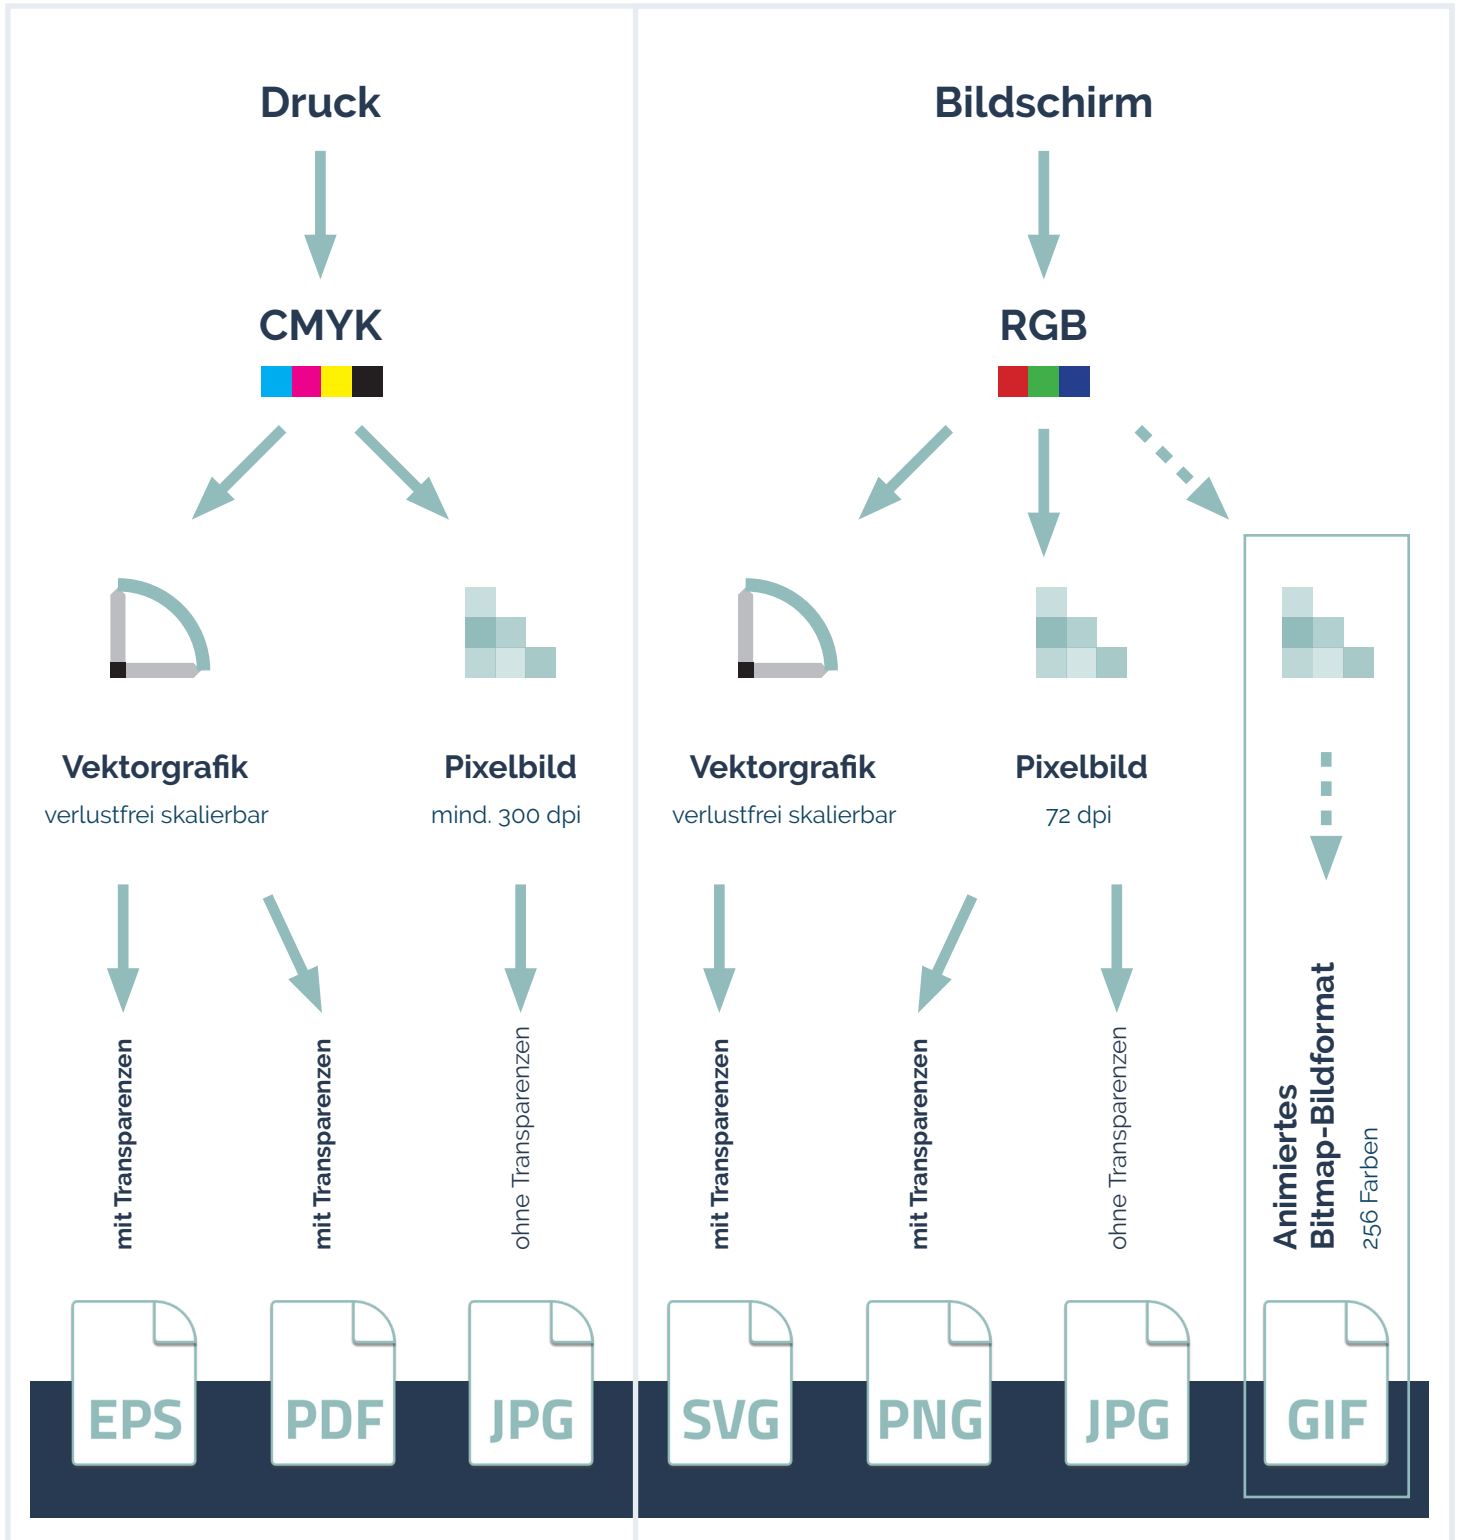 Druck
CMYK
Vektorgrafik
verlustfrei skalierbar
Pixelbild
mind. 300 dpi
mit Transparenzen
mit Transparenzen
ohne Transparenzen
EPS
PDF
JPG
Bildschirm
RGB
Vektorgrafik
verlustfrei skalierbar
Pixelbild
72 dpi
mit Transparenzen
mit Transparenzen
ohne Transparenzen
Animiertes
Bitmap-Bildformat
256 Farben
SVG
PNG
JPG
GIF